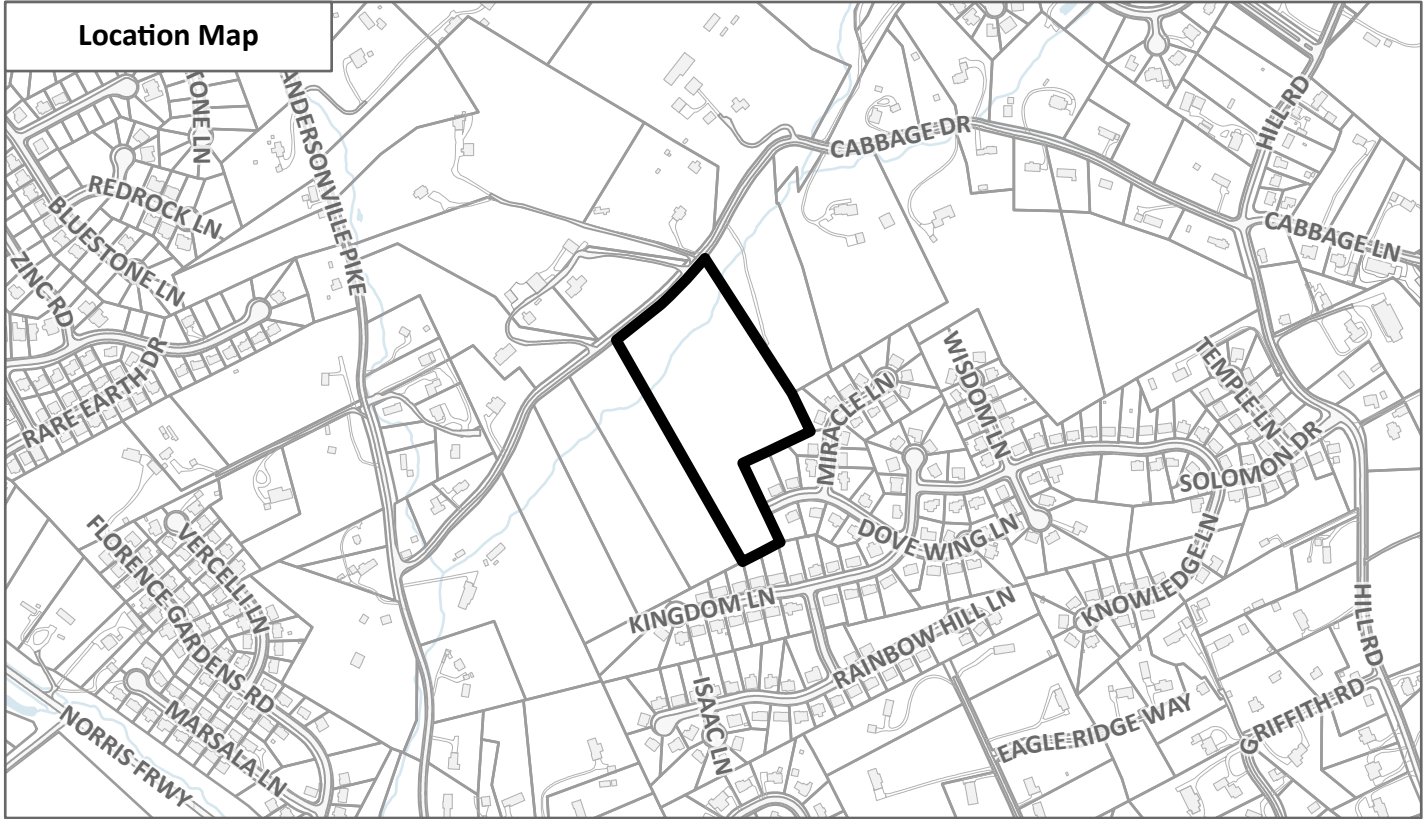 Location Map
TONE LN
ANDERSONVILLE PIKE
REDROCK LN
BLUESTONE LN
ZINC RD
RARE EARTH DR
CABBAGE DR
HILL RD
CABBAGE LN
WISDOM LN
TEMPLE LN
MIRACLE LN
SOLOMON DR
DOVE WING LN
KNOWLEDGE LN
VERCELLI LN
FLORENCE GARDENS RD
KINGDOM LN
RAINBOW HILL LN
HILL RD
ISAAC LN
MARSALA LN
NORRIS FRWY
EAGLE RIDGE WAY
GRIFFITH RD